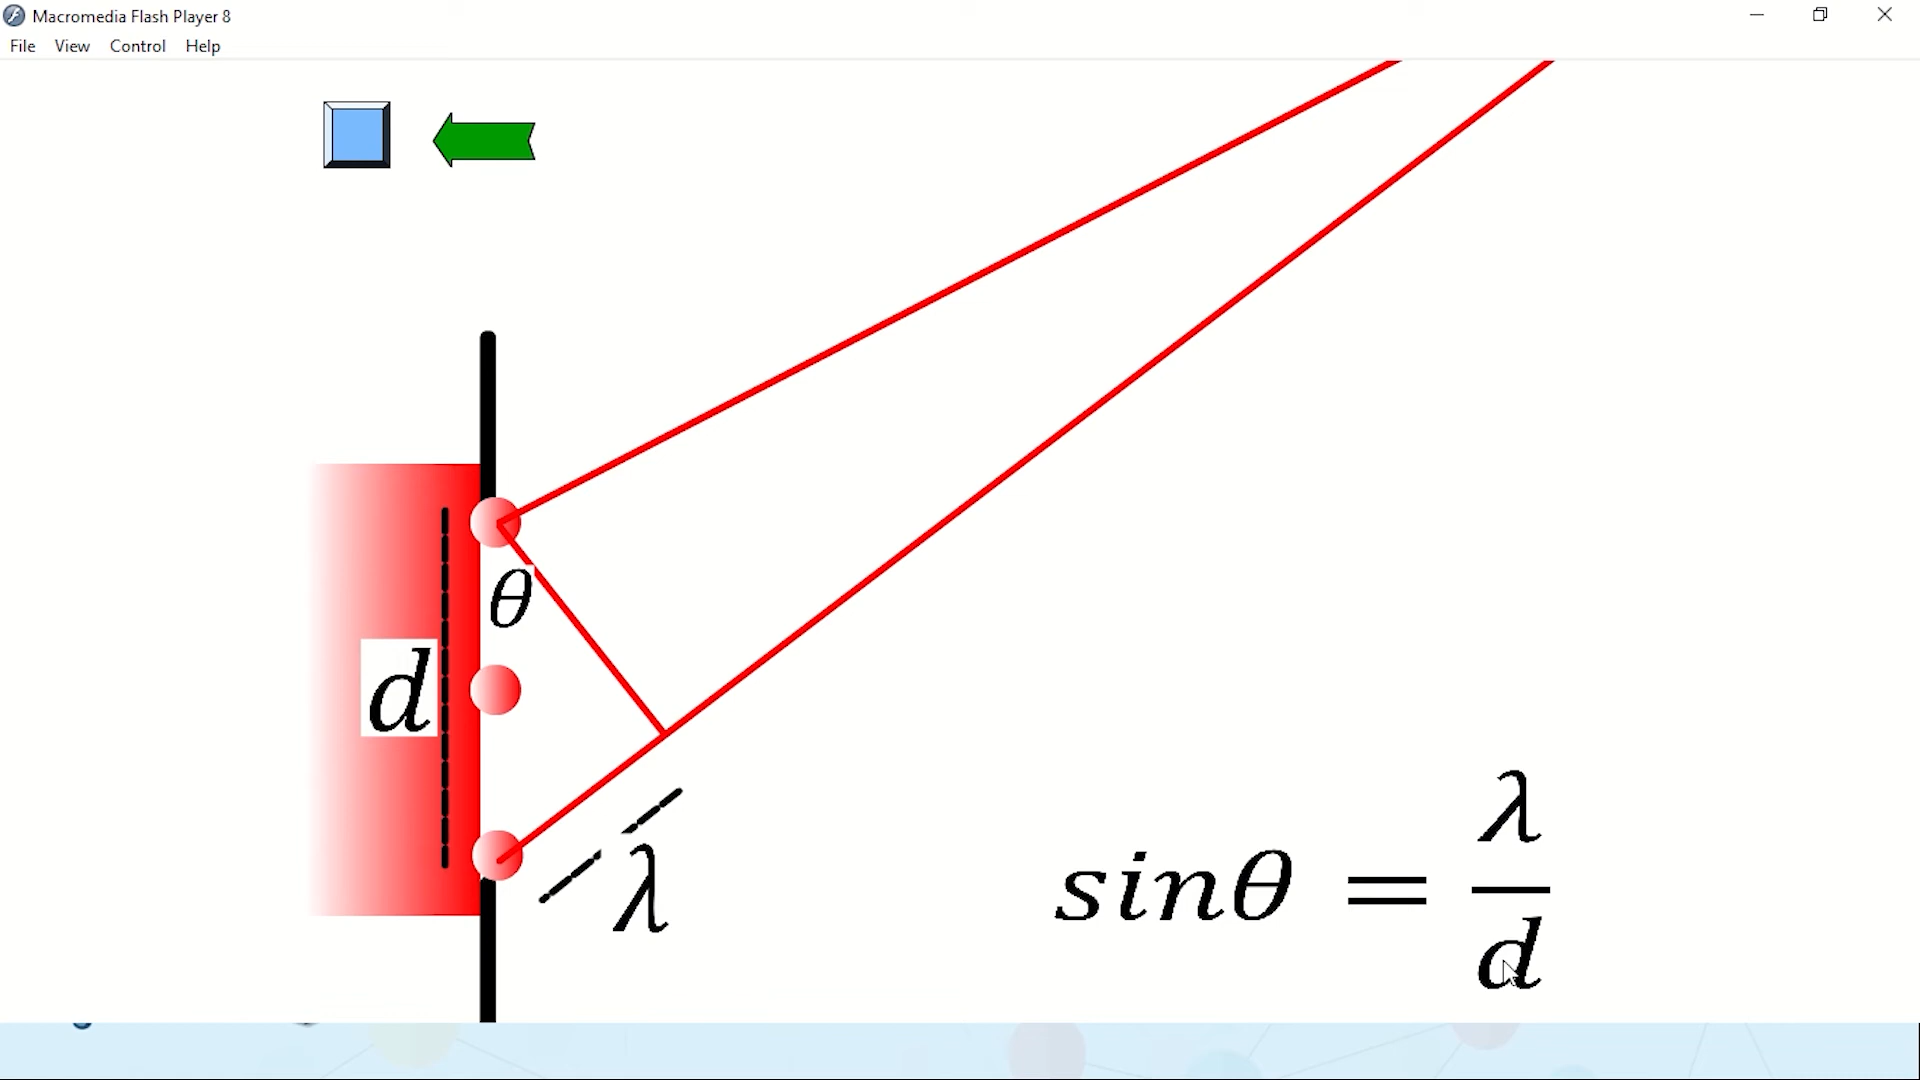 Macromedia Flash Player 8
File View Control Help
θ
d
λ
sinθ = λ/d